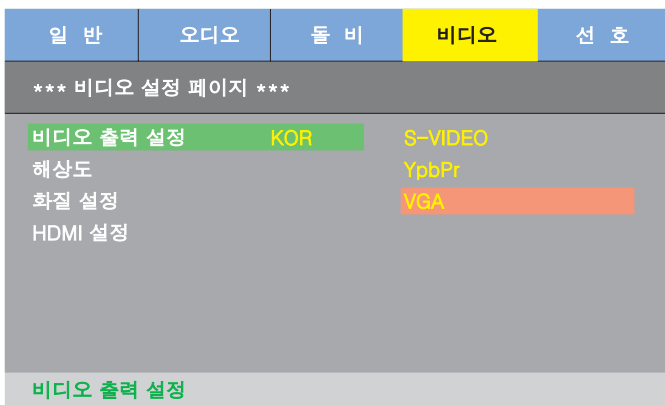 일 반 오디오 돌 비 비디오 선 호
*** 비디오 설정 페이지 ***
비디오 출력 설정 KOR S-VIDEO
해상도 YpbPr
화질 설정 VGA
HDMI 설정
비디오 출력 설정